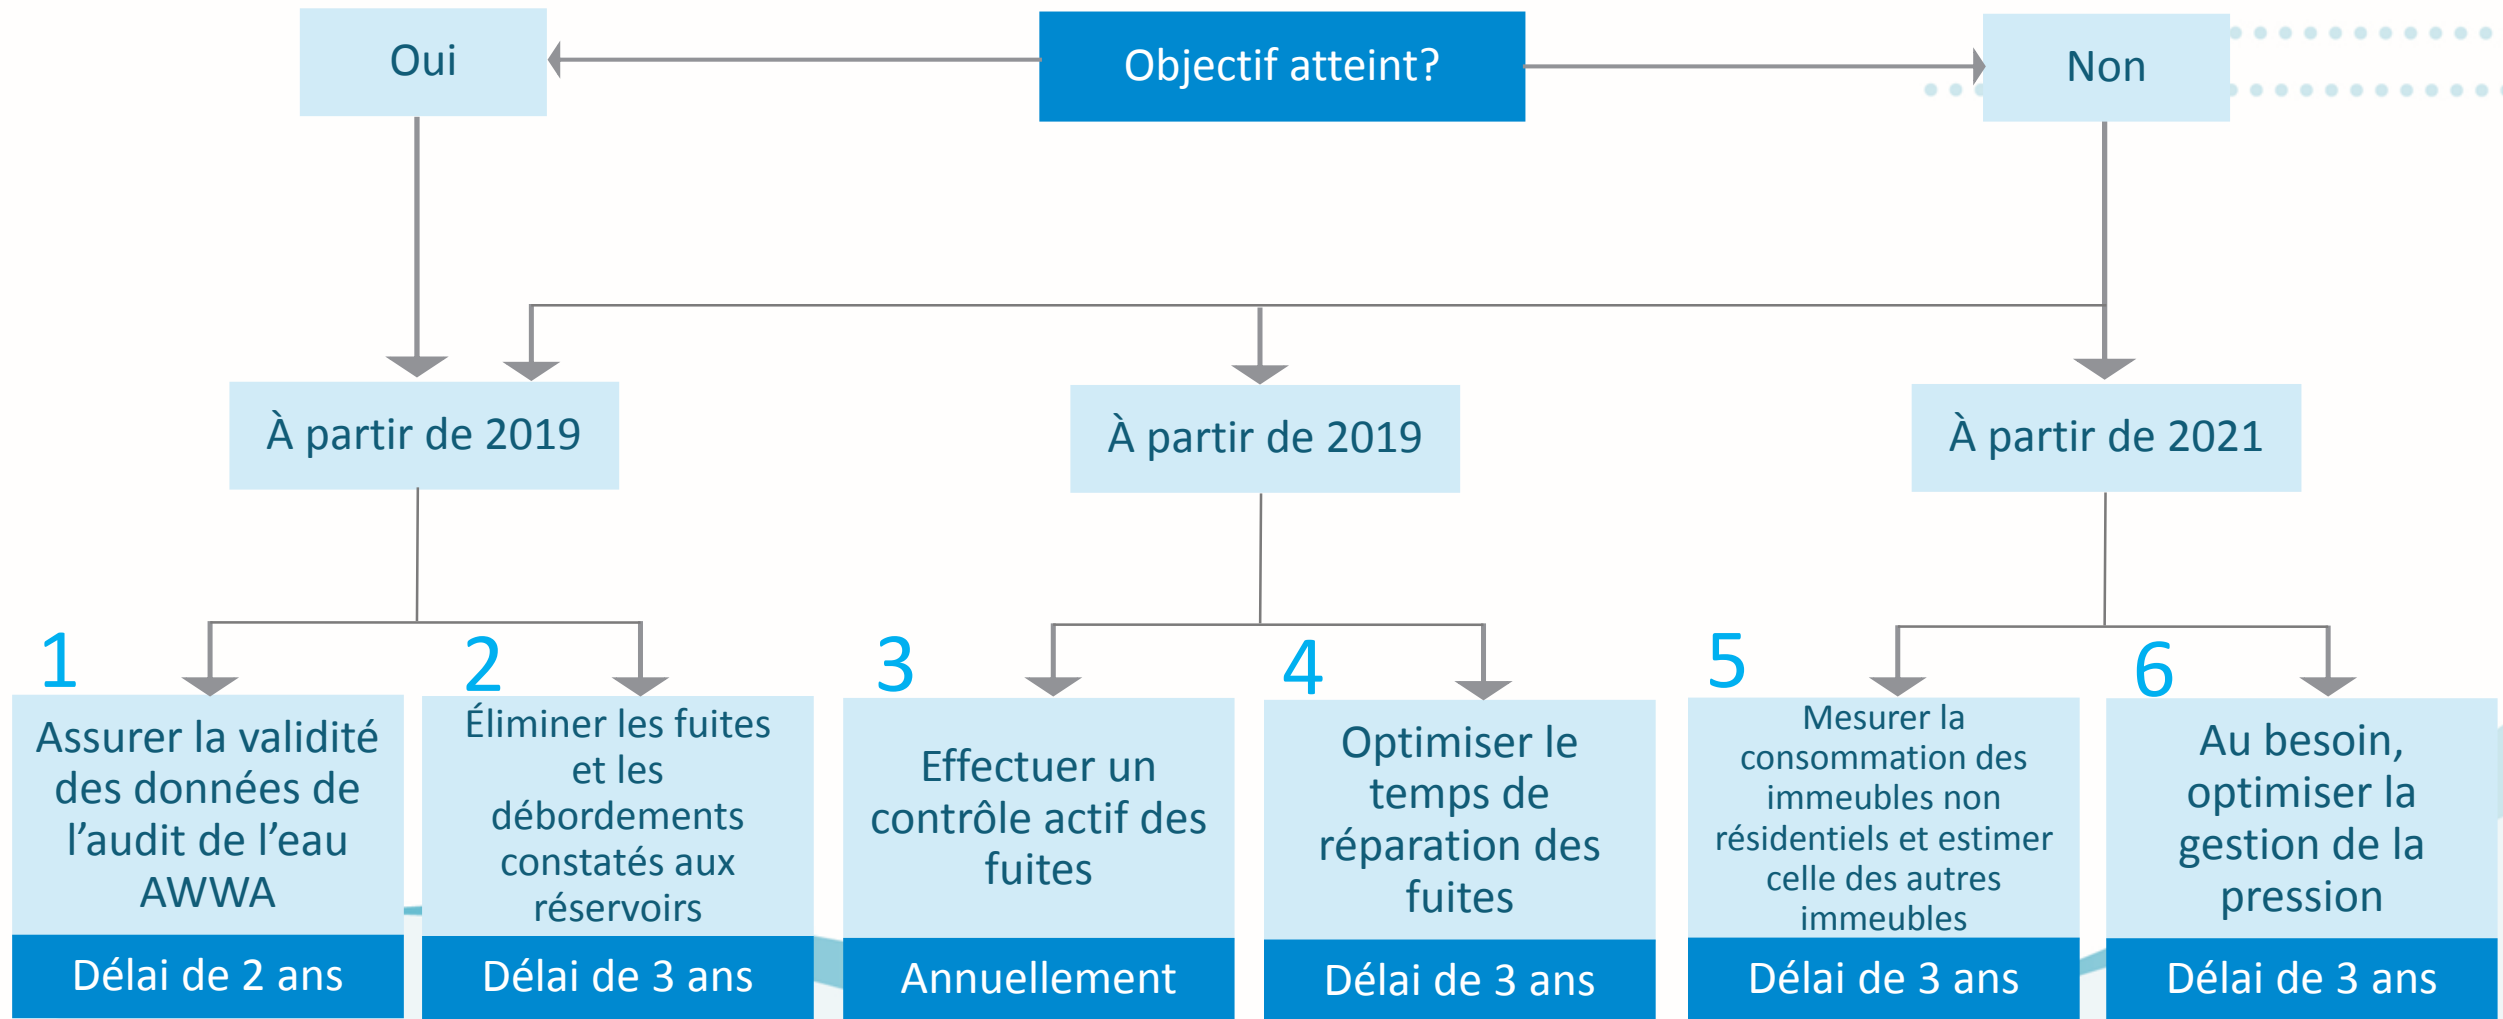 Oui
Objectif atteint?
Non
À partir de 2019
À partir de 2019
À partir de 2021
1
Assurer la validité
des données de
l’audit de l’eau
AWWA
Délai de 2 ans
2
Éliminer les fuites
et les
débordements
constatés aux
réservoirs
Délai de 3 ans
3
Effectuer un
contrôle actif des
fuites
Annuellement
4
Optimiser le
temps de
réparation des
fuites
Délai de 3 ans
5
Mesurer la
consommation des
immeubles non
résidentiels et estimer
celle des autres
immeubles
Délai de 3 ans
6
Au besoin,
optimiser la
gestion de la
pression
Délai de 3 ans